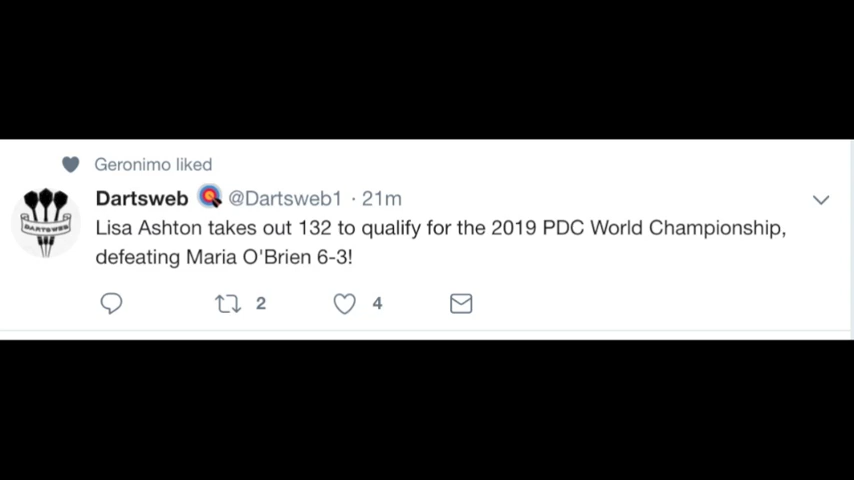 Geronimo liked
Dartsweb @Dartsweb1 · 21m
Lisa Ashton takes out 132 to qualify for the 2019 PDC World Championship,
defeating Maria O'Brien 6-3!
2 4
DARTSWEB